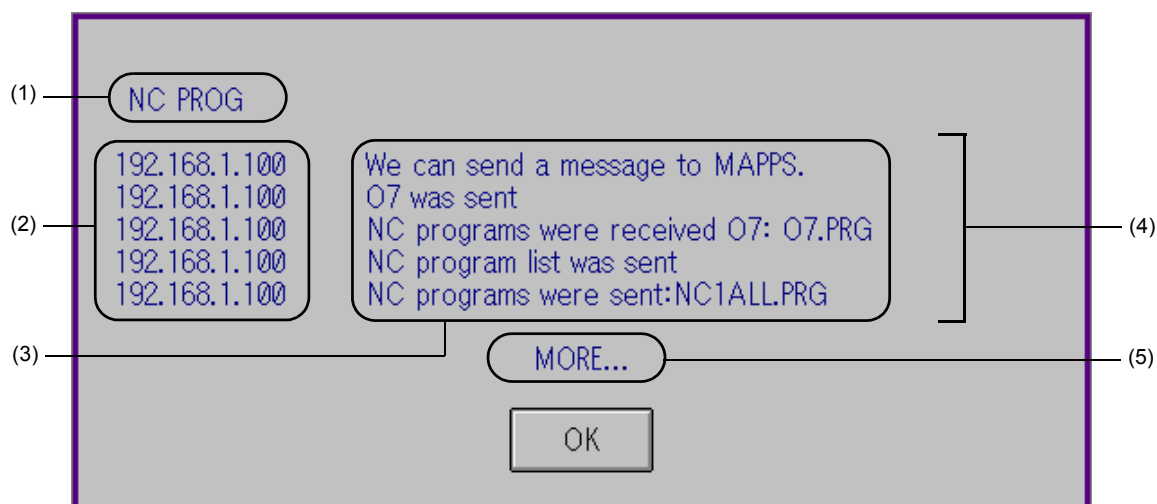 (1)
NC PROG
192.168.1.100 We can send a message to MAPPS.
192.168.1.100 O7 was sent
(2) 192.168.1.100 NC programs were received O7: O7.PRG (4)
192.168.1.100 NC program list was sent
192.168.1.100 NC programs were sent:NC1ALL.PRG
(3) MORE... (5)
OK